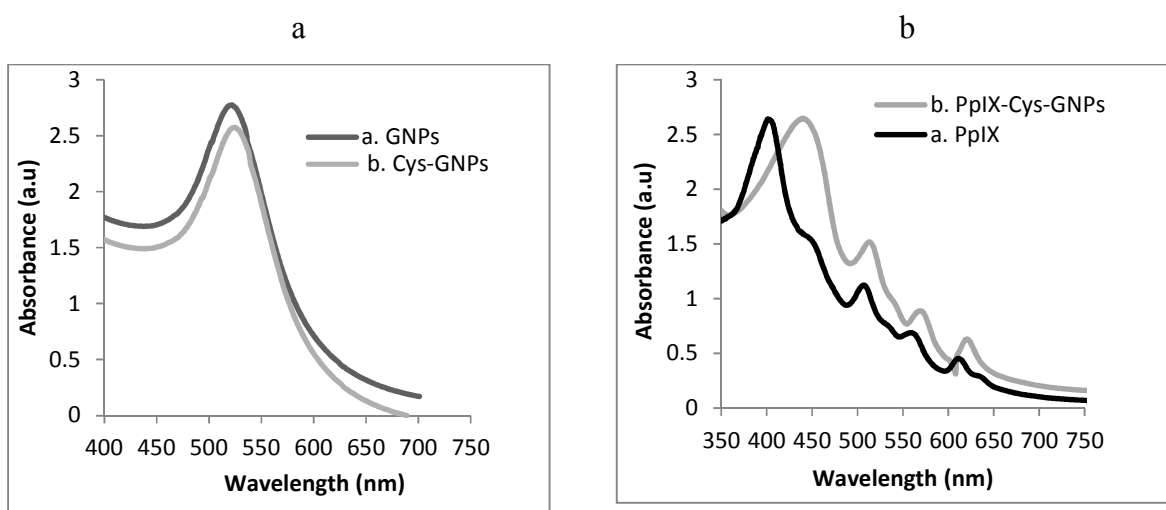 a
3
2.5
2
1.5
1
0.5
0
Absorbance (a.u)
a. GNPs
b. Cys-GNPs
400 450 500 550 600 650 700 750
Wavelength (nm)
b
3
2.5
2
1.5
1
0.5
0
Absorbance (a.u)
b. PpIX-Cys-GNPs
a. PpIX
350 400 450 500 550 600 650 700 750
Wavelength (nm)